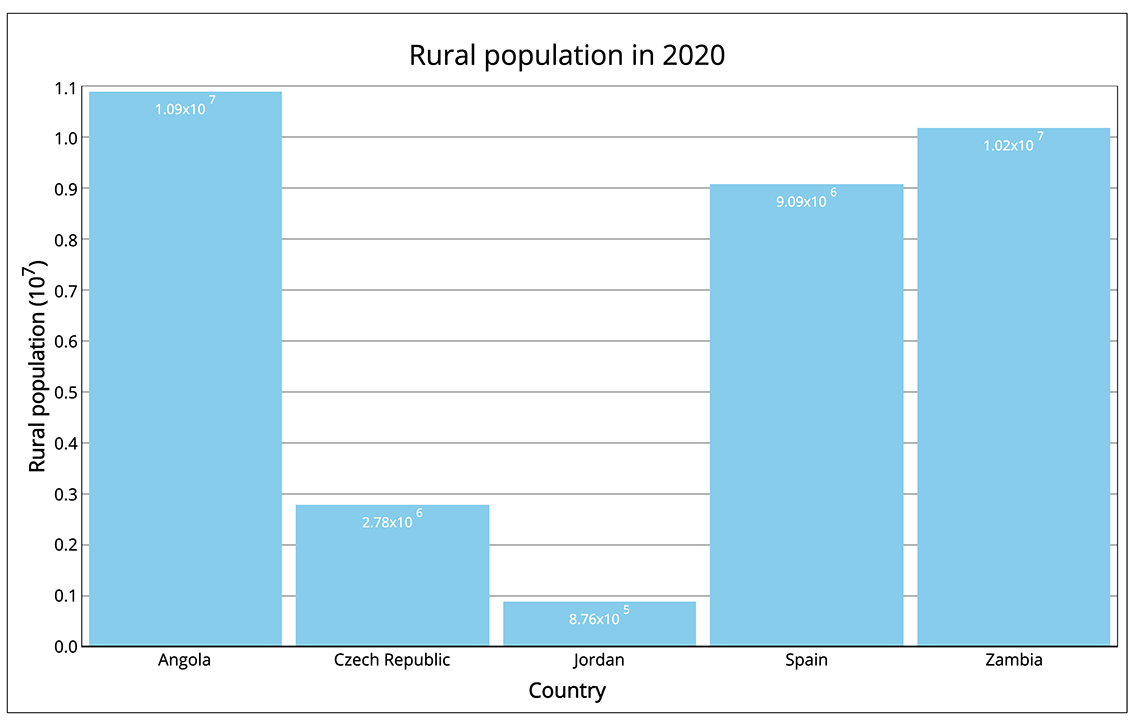 Rural population in 2020
Rural population (10⁷)
1.1
1.0
0.9
0.8
0.7
0.6
0.5
0.4
0.3
0.2
0.1
0.0
1.09x10 ⁷
2.78x10 ⁶
8.76x10 ⁵
9.09x10 ⁶
1.02x10 ⁷
Angola Czech Republic Jordan Spain Zambia
Country